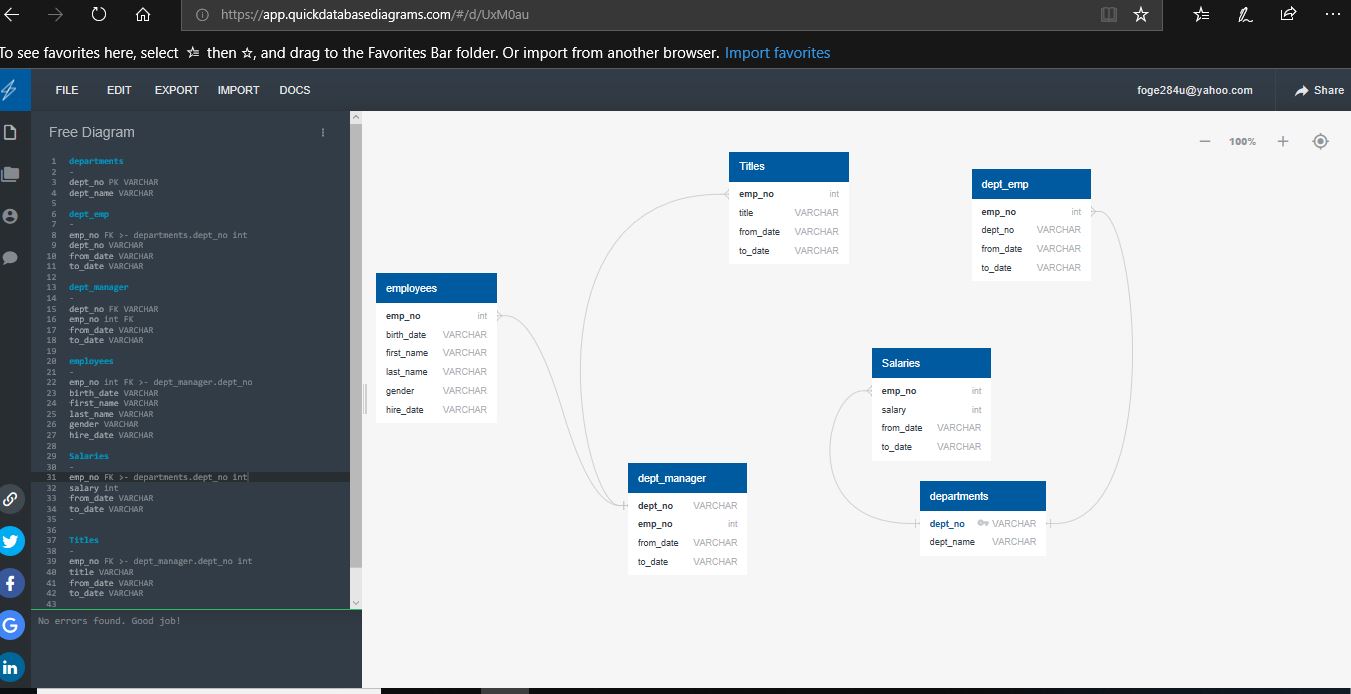 https://app.quickdatabasediagrams.com/#/d/UxM0au
To see favorites here, select then , and drag to the Favorites Bar folder. Or import from another browser. Import favorites
FILE EDIT EXPORT IMPORT DOCS foge284u@yahoo.com Share
Free Diagram
1 departments
2 -
3 dept_no PK VARCHAR
4 dept_name VARCHAR
5
6 dept_emp
7 -
8 emp_no FK >- departments.dept_no int
9 dept_no VARCHAR
10 from_date VARCHAR
11 to_date VARCHAR
12
13 dept_manager
14 -
15 dept_no FK VARCHAR
16 emp_no int FK
17 from_date VARCHAR
18 to_date VARCHAR
19
20 employees
21 -
22 emp_no int FK >- dept_manager.dept_no
23 birth_date VARCHAR
24 first_name VARCHAR
25 last_name VARCHAR
26 gender VARCHAR
27 hire_date VARCHAR
28
29 Salaries
30 -
31 emp_no FK >- departments.dept_no int
32 salary int
33 from_date VARCHAR
34 to_date VARCHAR
35 -
36
37 Titles
38 -
39 emp_no FK >- dept_manager.dept_no int
40 title VARCHAR
41 from_date VARCHAR
42 to_date VARCHAR
43
No errors found. Good job!
100%
employees
emp_no int
birth_date VARCHAR
first_name VARCHAR
last_name VARCHAR
gender VARCHAR
hire_date VARCHAR
Titles
emp_no int
title VARCHAR
from_date VARCHAR
to_date VARCHAR
dept_emp
emp_no int
dept_no VARCHAR
from_date VARCHAR
to_date VARCHAR
Salaries
emp_no int
salary int
from_date VARCHAR
to_date VARCHAR
dept_manager
dept_no VARCHAR
emp_no int
from_date VARCHAR
to_date VARCHAR
departments
dept_no VARCHAR
dept_name VARCHAR